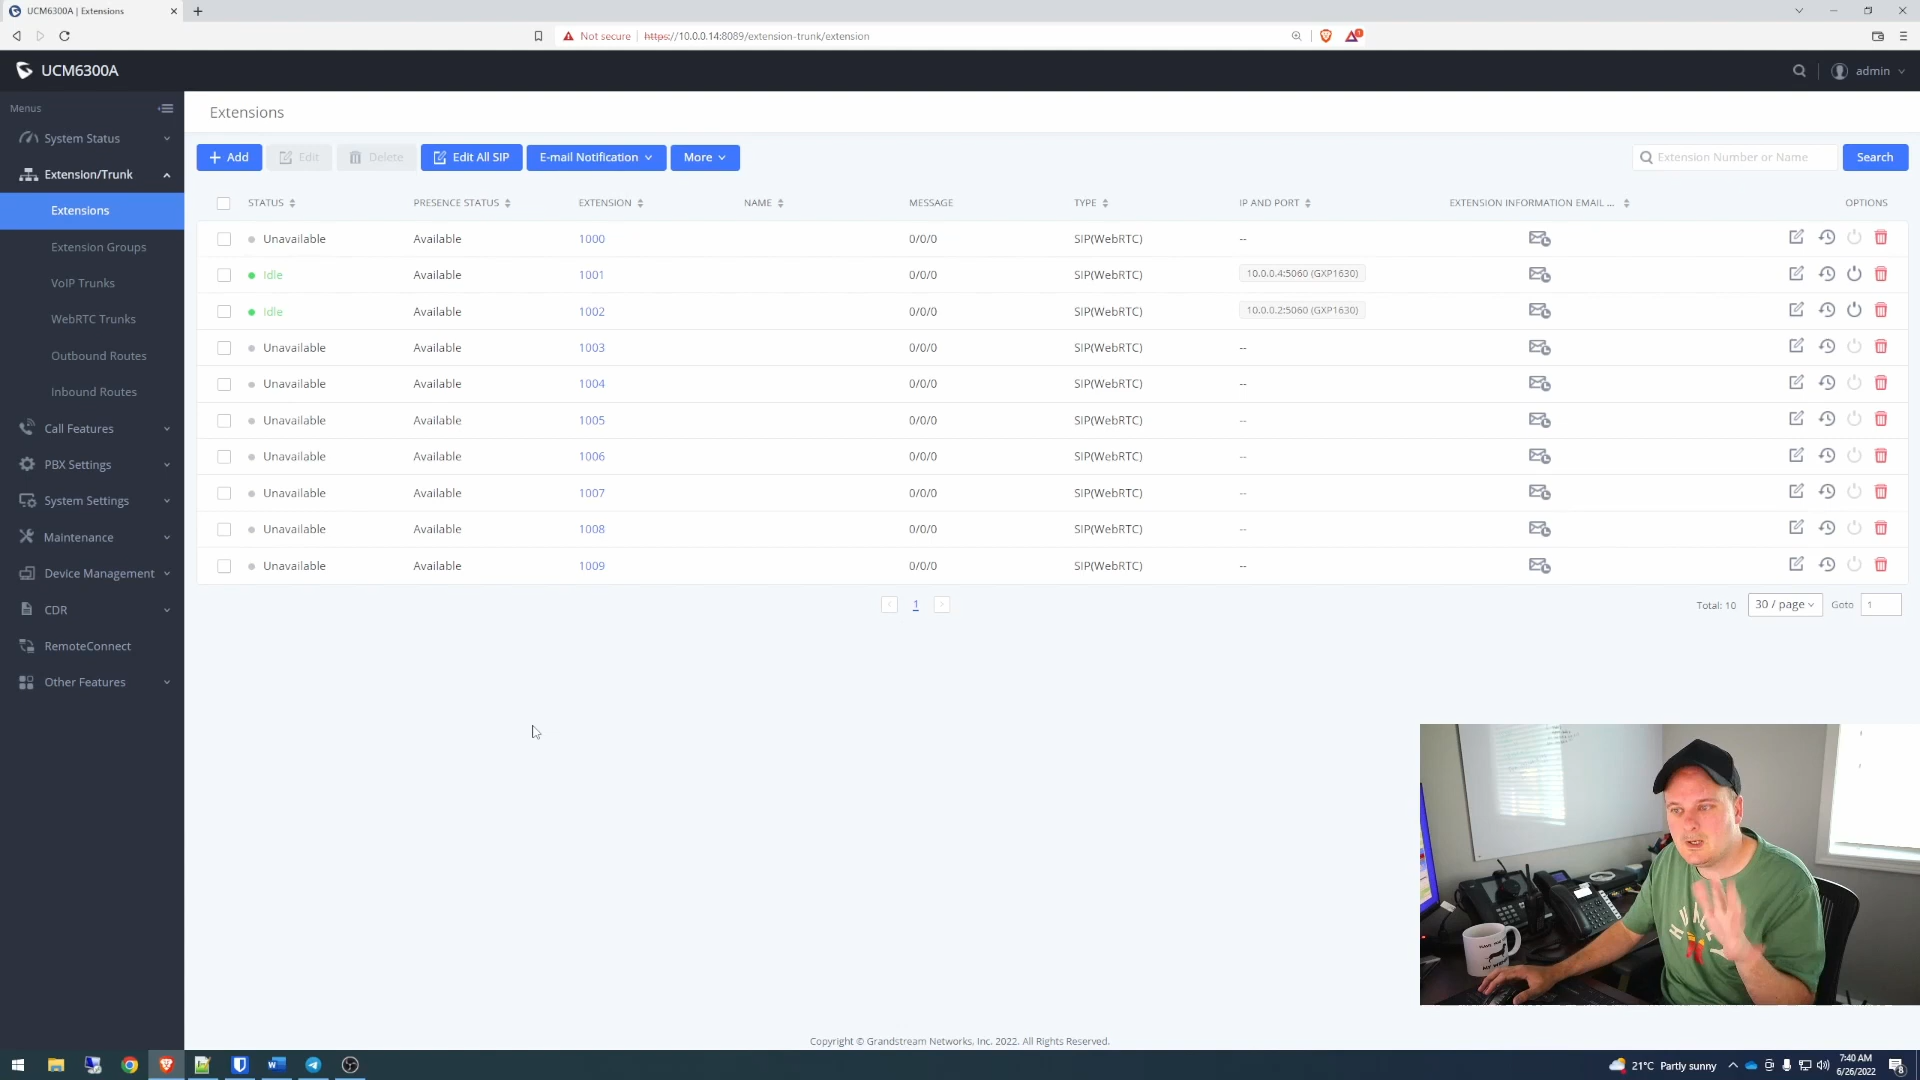 UCM6300A | Extensions
Not secure
https://10.0.0.14:8089/extension-trunk/extension
1
UCM6300A
admin
Menus
System Status
Extension/Trunk
Extensions
Extension Groups
VoIP Trunks
WebRTC Trunks
Outbound Routes
Inbound Routes
Call Features
PBX Settings
System Settings
Maintenance
Device Management
CDR
RemoteConnect
Other Features
Extensions
+ Add Edit Delete Edit All SIP E-mail Notification More
Extension Number or Name Search
STATUS PRESENCE STATUS EXTENSION NAME MESSAGE TYPE IP AND PORT EXTENSION INFORMATION EMAIL ... OPTIONS
Unavailable Available 1000 0/0/0 SIP(WebRTC) --
Idle Available 1001 0/0/0 SIP(WebRTC) 10.0.0.4:5060 (GXP1630)
Idle Available 1002 0/0/0 SIP(WebRTC) 10.0.0.2:5060 (GXP1630)
Unavailable Available 1003 0/0/0 SIP(WebRTC) --
Unavailable Available 1004 0/0/0 SIP(WebRTC) --
Unavailable Available 1005 0/0/0 SIP(WebRTC) --
Unavailable Available 1006 0/0/0 SIP(WebRTC) --
Unavailable Available 1007 0/0/0 SIP(WebRTC) --
Unavailable Available 1008 0/0/0 SIP(WebRTC) --
Unavailable Available 1009 0/0/0 SIP(WebRTC) --
1
Total: 10 30 / page Goto 1
Copyright © Grandstream Networks, Inc. 2022. All Rights Reserved.
21°C Partly sunny
7:40 AM
6/26/2022
8